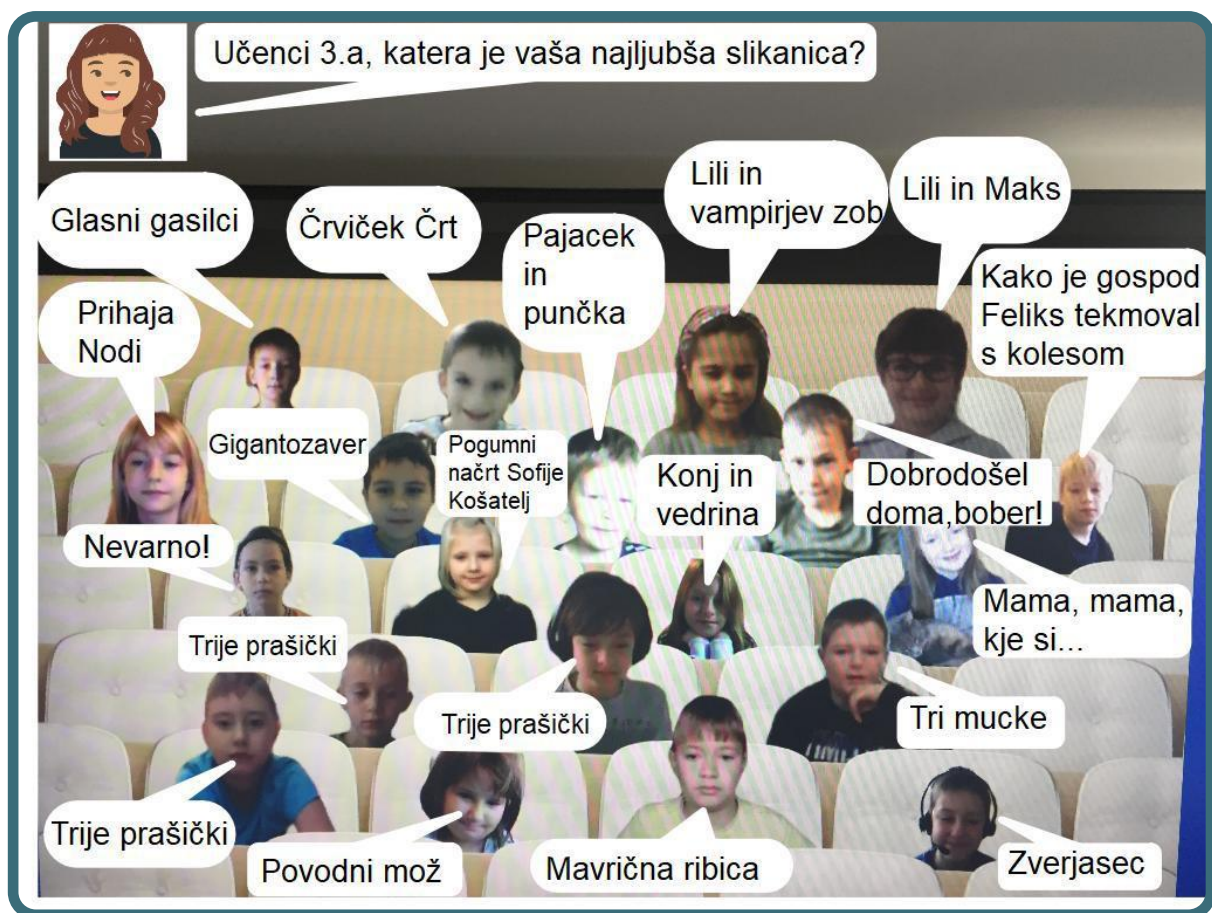 Učenci 3.a, katera je vaša najljubša slikanica?
Glasni gasilci
Črviček Črt
Pajacek
in
punčka
Lili in
vampirjev zob
Lili in Maks
Kako je gospod
Feliks tekmoval
s kolesom
Prihaja
Nodi
Gigantozaver
Pogumni
načrt Sofije
Košatelj
Konj in
vedrina
Dobrodošel
doma,bober!
Nevarno!
Mama, mama,
kje si...
Trije prašički
Trije prašički
Tri mucke
Trije prašički
Povodni mož
Mavrična ribica
Zverjasec